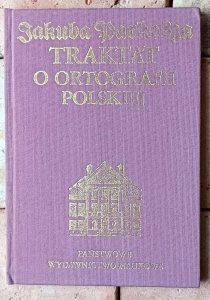 Jakuba Parkosza
TRAKTAT
O ORTOGRAFII
POLSKIEJ
PAŃSTWOWE
WYDAWNICTWO NAUKOWE